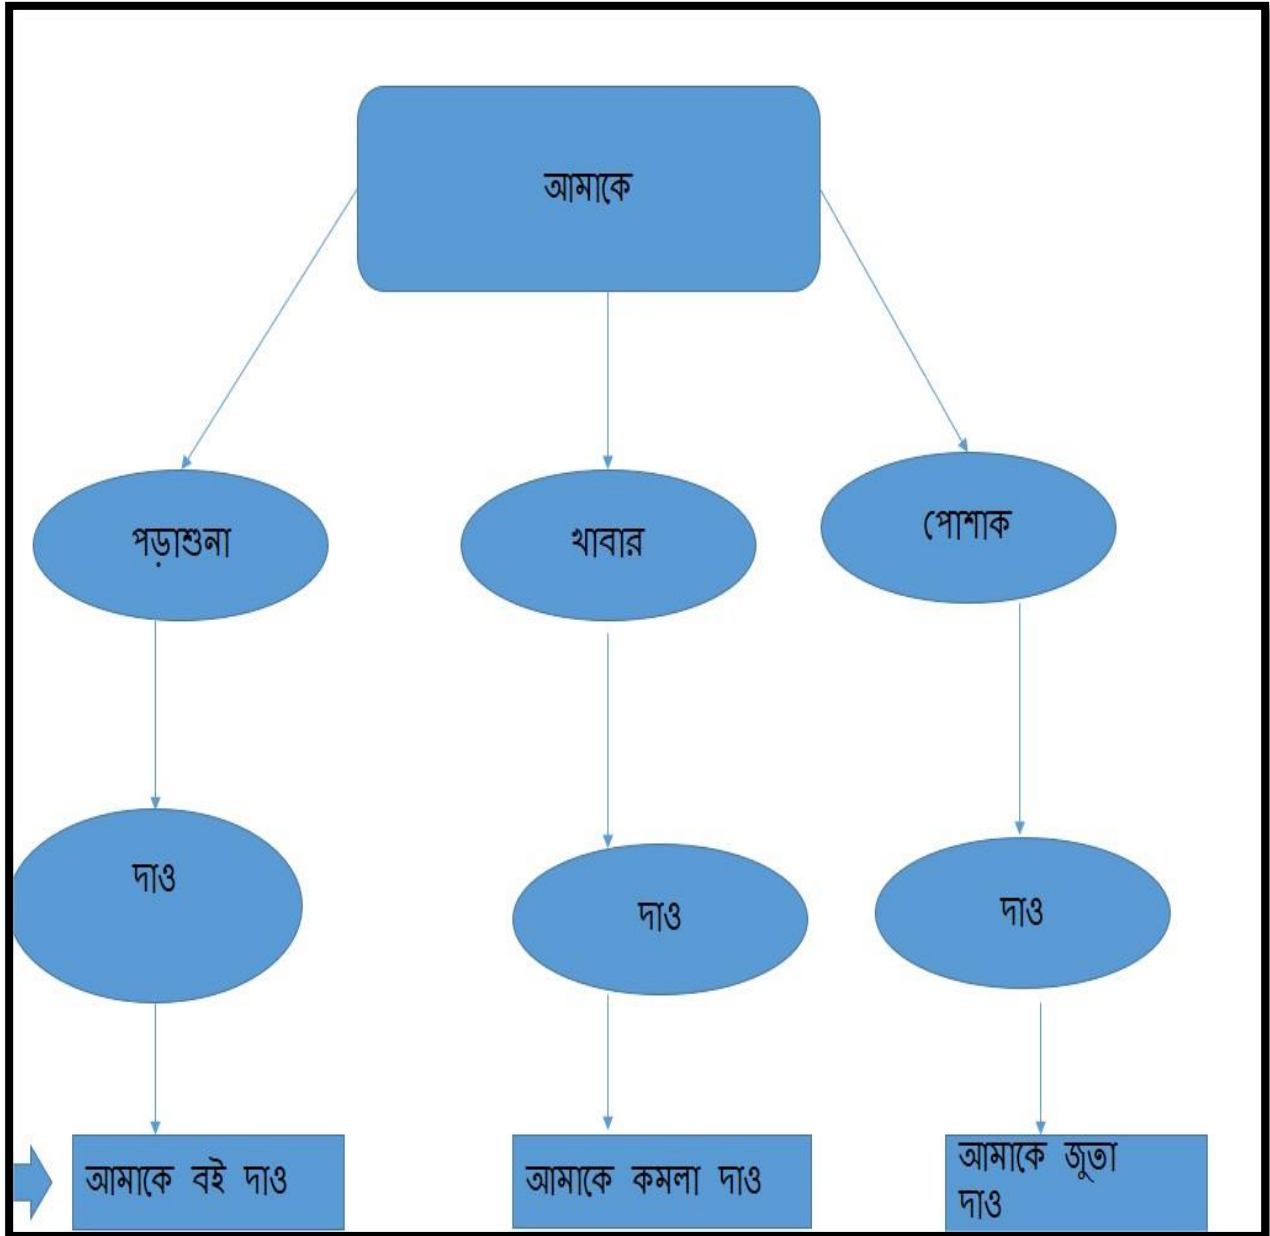 আমাকে
পড়াশুনা
খাবার
পোশাক
দাও
দাও
দাও
আমাকে বই দাও
আমাকে কমলা দাও
আমাকে জুতা
দাও